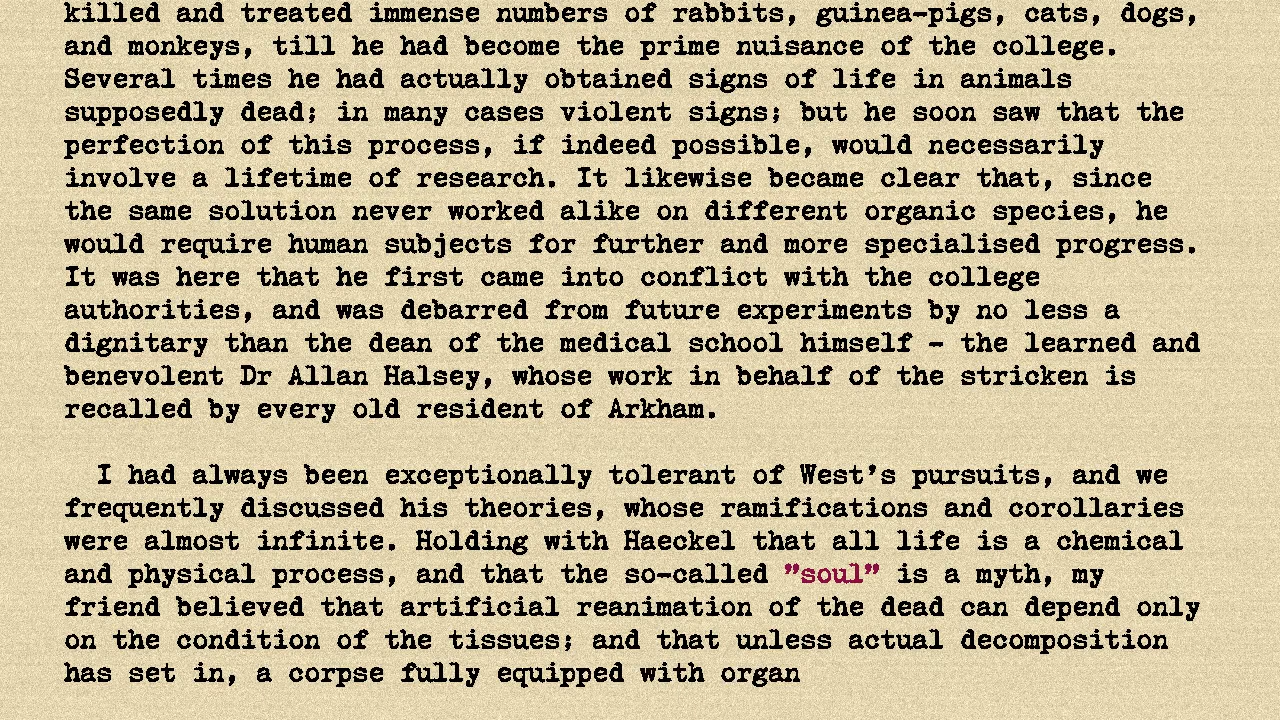 killed and treated immense numbers of rabbits, guinea-pigs, cats, dogs,
and monkeys, till he had become the prime nuisance of the college.
Several times he had actually obtained signs of life in animals
supposedly dead; in many cases violent signs; but he soon saw that the
perfection of this process, if indeed possible, would necessarily
involve a lifetime of research. It likewise became clear that, since
the same solution never worked alike on different organic species, he
would require human subjects for further and more specialised progress.
It was here that he first came into conflict with the college
authorities, and was debarred from future experiments by no less a
dignitary than the dean of the medical school himself - the learned and
benevolent Dr Allan Halsey, whose work in behalf of the stricken is
recalled by every old resident of Arkham.
I had always been exceptionally tolerant of West’s pursuits, and we
frequently discussed his theories, whose ramifications and corollaries
were almost infinite. Holding with Haeckel that all life is a chemical
and physical process, and that the so-called ”soul” is a myth, my
friend believed that artificial reanimation of the dead can depend only
on the condition of the tissues; and that unless actual decomposition
has set in, a corpse fully equipped with organ